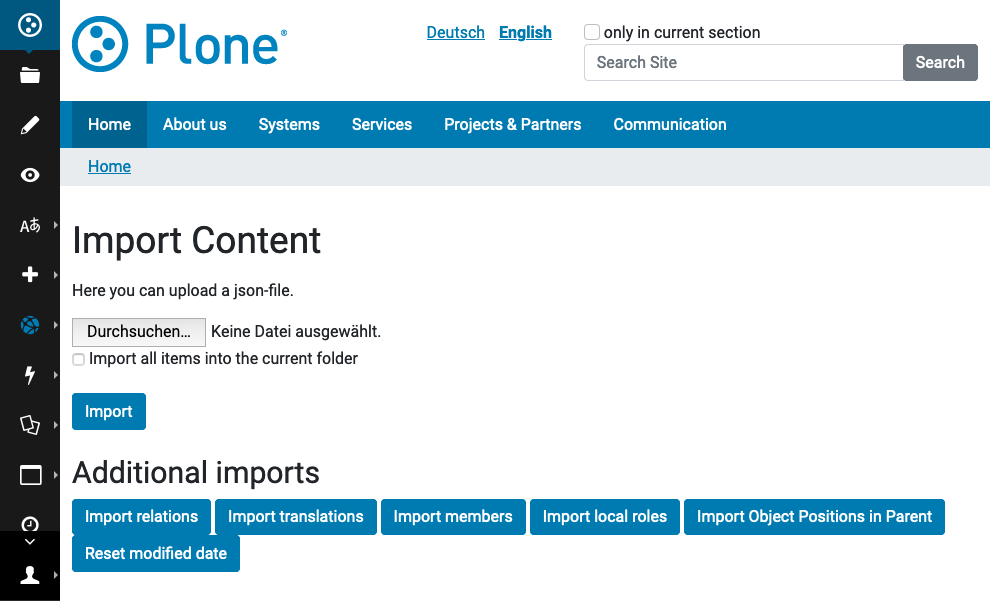 Plone®
Deutsch English
only in current section
Search Site
Search
Home About us Systems Services Projects & Partners Communication
Home
Aあ
Import Content
Here you can upload a json-file.
Durchsuchen... Keine Datei ausgewählt.
Import all items into the current folder
Import
Additional imports
Import relations Import translations Import members Import local roles Import Object Positions in Parent
Reset modified date